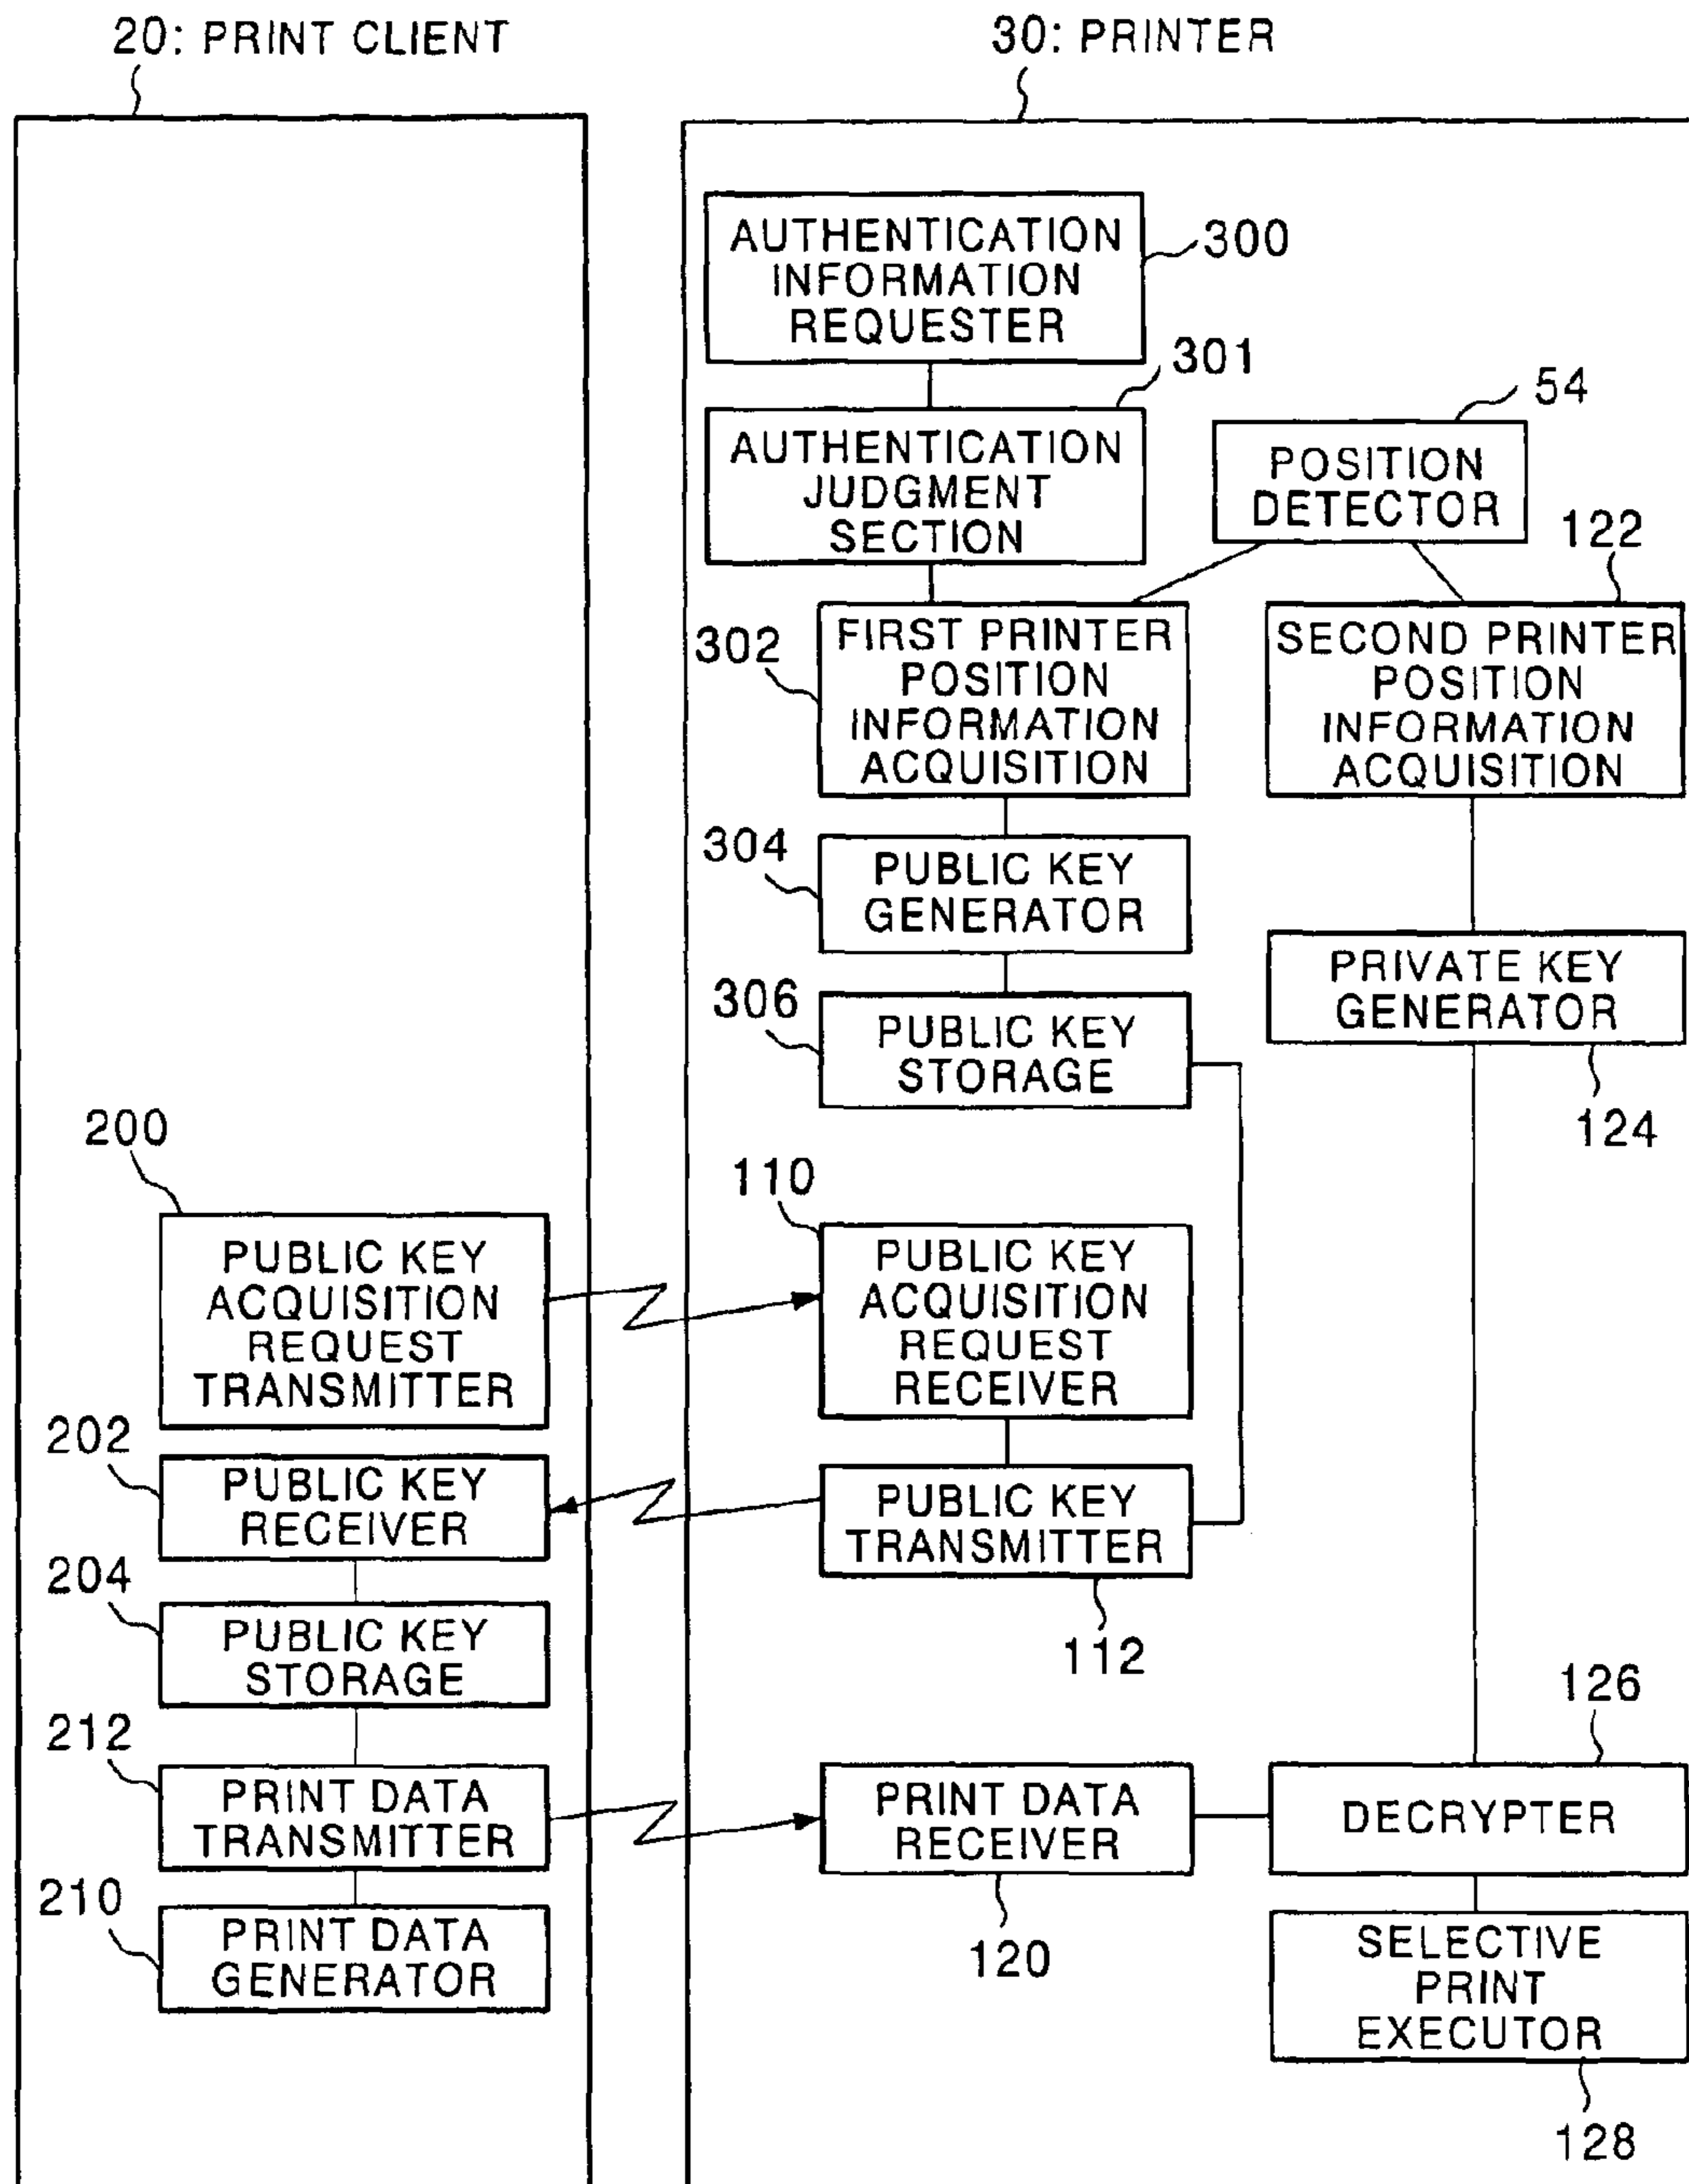 20: PRINT CLIENT
30: PRINTER
AUTHENTICATION
INFORMATION
REQUESTER
300
301
AUTHENTICATION
JUDGMENT
SECTION
54
POSITION
DETECTOR
122
302
FIRST PRINTER
POSITION
INFORMATION
ACQUISITION
SECOND PRINTER
POSITION
INFORMATION
ACQUISITION
304
PUBLIC KEY
GENERATOR
PRIVATE KEY
GENERATOR
124
306
PUBLIC KEY
STORAGE
200
PUBLIC KEY
ACQUISITION
REQUEST
TRANSMITTER
110
PUBLIC KEY
ACQUISITION
REQUEST
RECEIVER
202
PUBLIC KEY
RECEIVER
PUBLIC KEY
TRANSMITTER
112
204
PUBLIC KEY
STORAGE
212
PRINT DATA
TRANSMITTER
PRINT DATA
RECEIVER
120
126
DECRYPTER
210
PRINT DATA
GENERATOR
SELECTIVE
PRINT
EXECUTOR
128